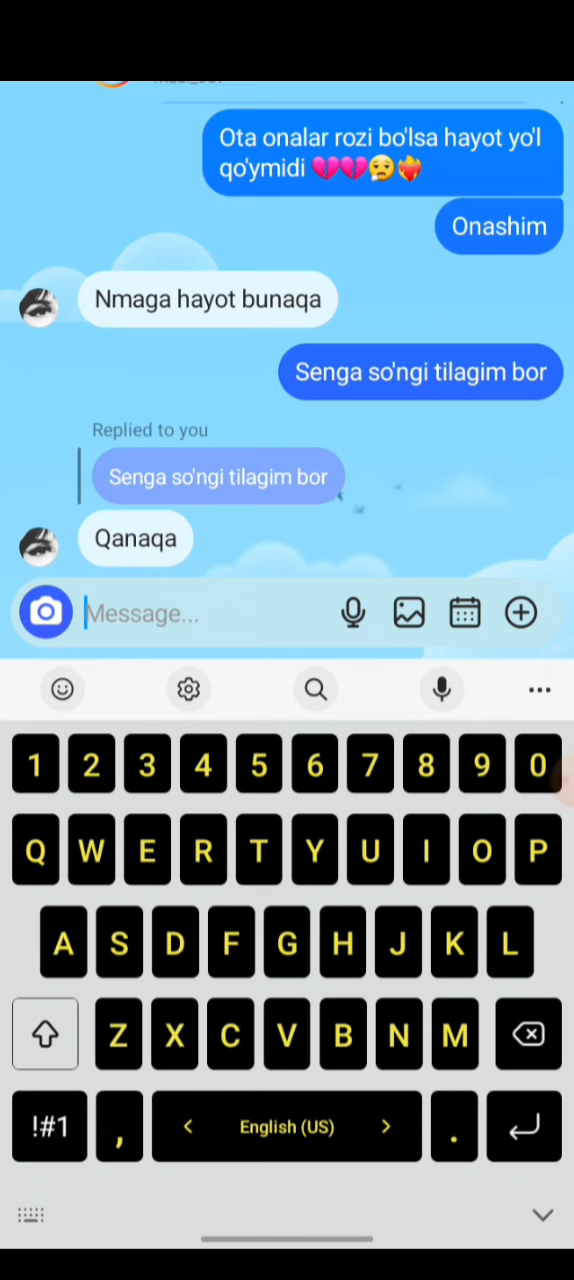 Ota onalar rozi bo'lsa hayot yo'l
qo'ymidi 💔💔😮‍💨❤️‍🔥
Onashim
Nmaga hayot bunaqa
Senga so'ngi tilagim bor
Replied to you
Senga so'ngi tilagim bor
Qanaqa
Message...
1 2 3 4 5 6 7 8 9 0
Q W E R T Y U I O P
A S D F G H J K L
Z X C V B N M
!#1 , < English (US) > .